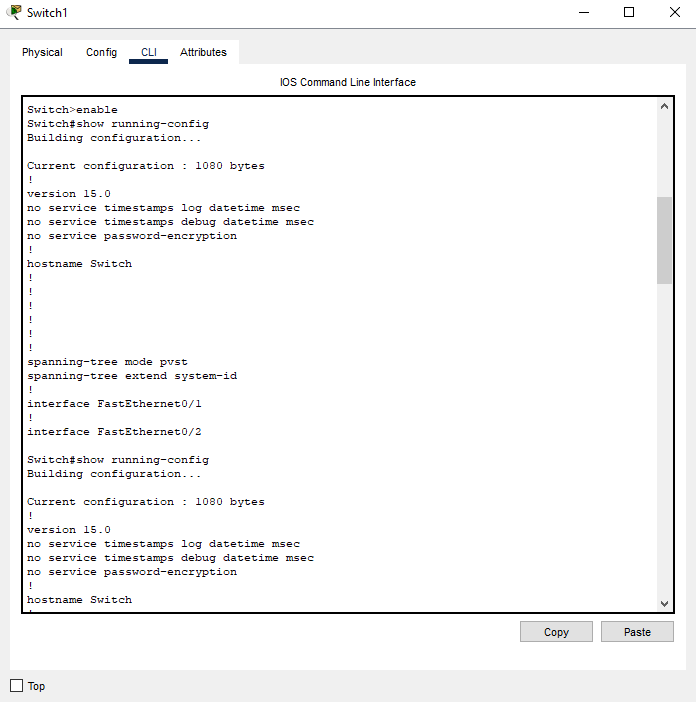 Switch1
Physical Config CLI Attributes
IOS Command Line Interface
Switch>enable
Switch#show running-config
Building configuration...
Current configuration : 1080 bytes
!
version 15.0
no service timestamps log datetime msec
no service timestamps debug datetime msec
no service password-encryption
!
hostname Switch
!
!
!
!
!
!
spanning-tree mode pvst
spanning-tree extend system-id
!
interface FastEthernet0/1
!
interface FastEthernet0/2
Switch#show running-config
Building configuration...
Current configuration : 1080 bytes
!
version 15.0
no service timestamps log datetime msec
no service timestamps debug datetime msec
no service password-encryption
!
hostname Switch
Copy Paste
Top